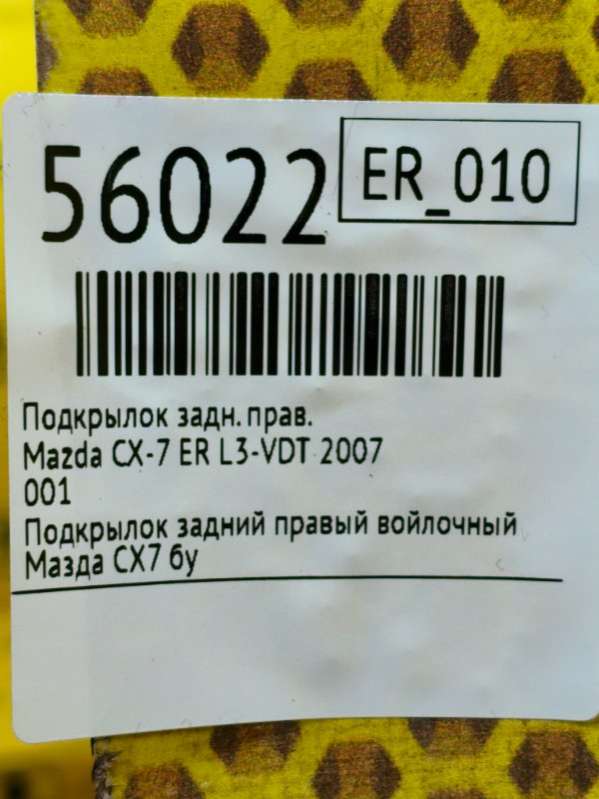 56022
ER_010
Подкрылок задн. прав.
Mazda CX-7 ER L3-VDT 2007
001
Подкрылок задний правый войлочный
Мазда СХ7 бу